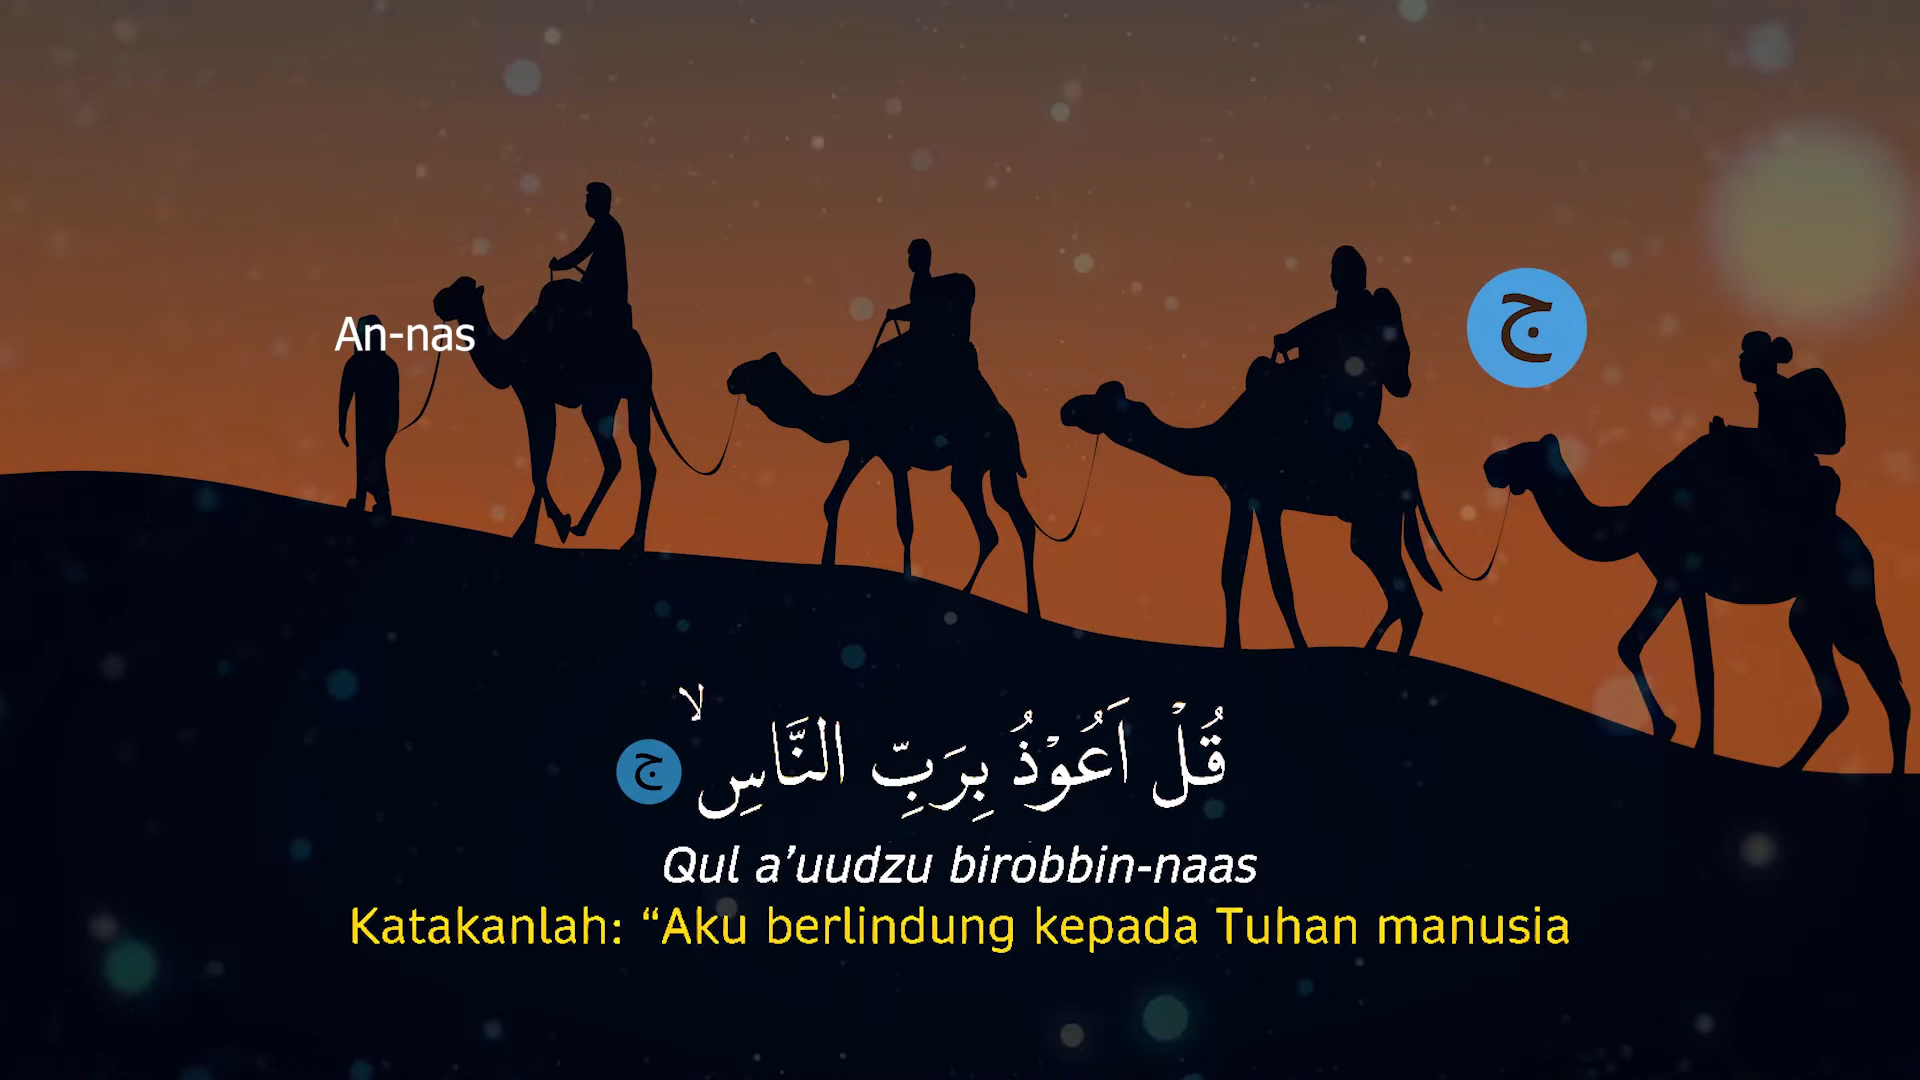 An-nas
ج
قُلْ اَعُوْذُ بِرَبِّ النَّاسِۙ ج
Qul a’uudzu birobbin-naas
Katakanlah: “Aku berlindung kepada Tuhan manusia